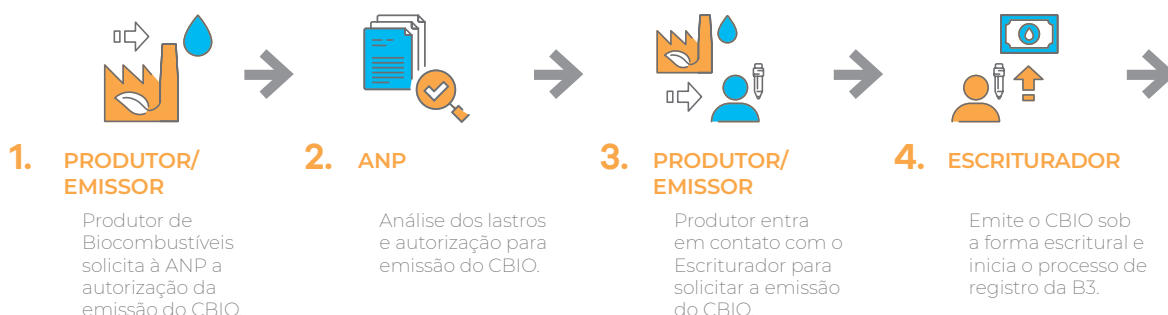 1. PRODUTOR/
EMISSOR
Produtor de
Biocombustíveis
solicita à ANP a
autorização da
emissão do CBIO
2. ANP
Análise dos lastros
e autorização para
emissão do CBIO.
3. PRODUTOR/
EMISSOR
Produtor entra
em contato com o
Escriturador para
solicitar a emissão
do CBIO
4. ESCRITURADOR
Emite o CBIO sob
a forma escritural e
inicia o processo de
registro da B3.